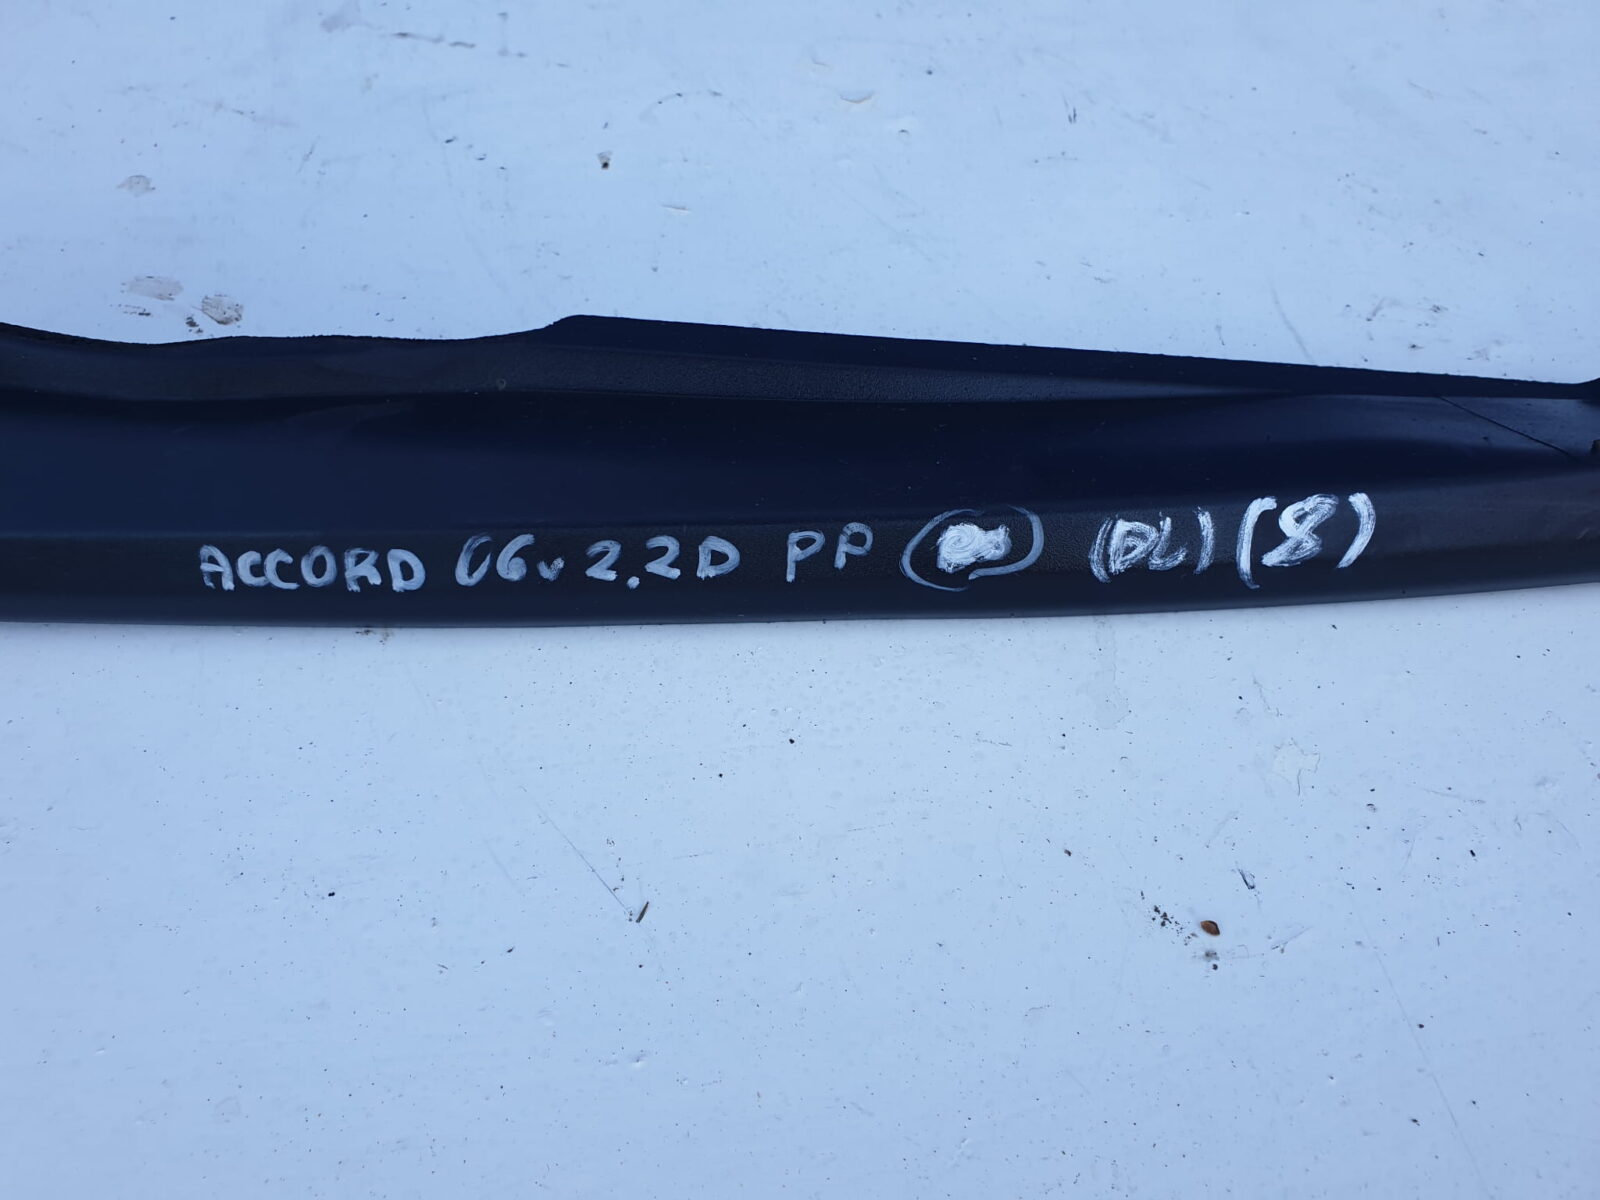 ACCORD 06v 2.2D PP (DL) (8)